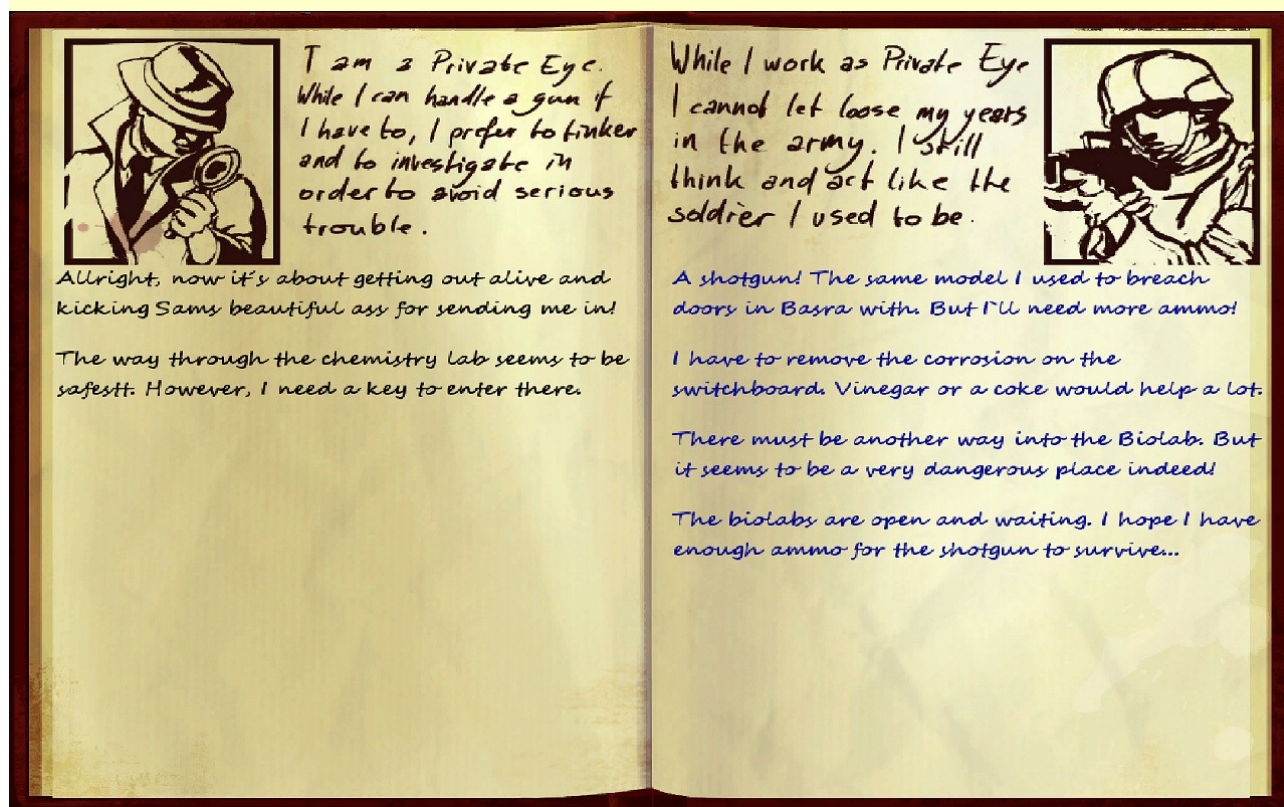 I am a Private Eye.
While I can handle a gun if
I have to, I prefer to tinker
and to investigate in
order to avoid serious
trouble.
Allright, now it's about getting out alive and
kicking Sams beautiful ass for sending me in!
The way through the chemistry lab seems to be
safestt. However, I need a key to enter there.
While I work as Private Eye
I cannot let loose my years
in the army. I still
think and act like the
soldier I used to be.
A shotgun! The same model I used to breach
doors in Basra with. But I`ll need more ammo!
I have to remove the corrosion on the
switchboard. Vinegar or a coke would help a lot.
There must be another way into the Biolab. But
it seems to be a very dangerous place indeed!
The biolabs are open and waiting. I hope I have
enough ammo for the shotgun to survive...